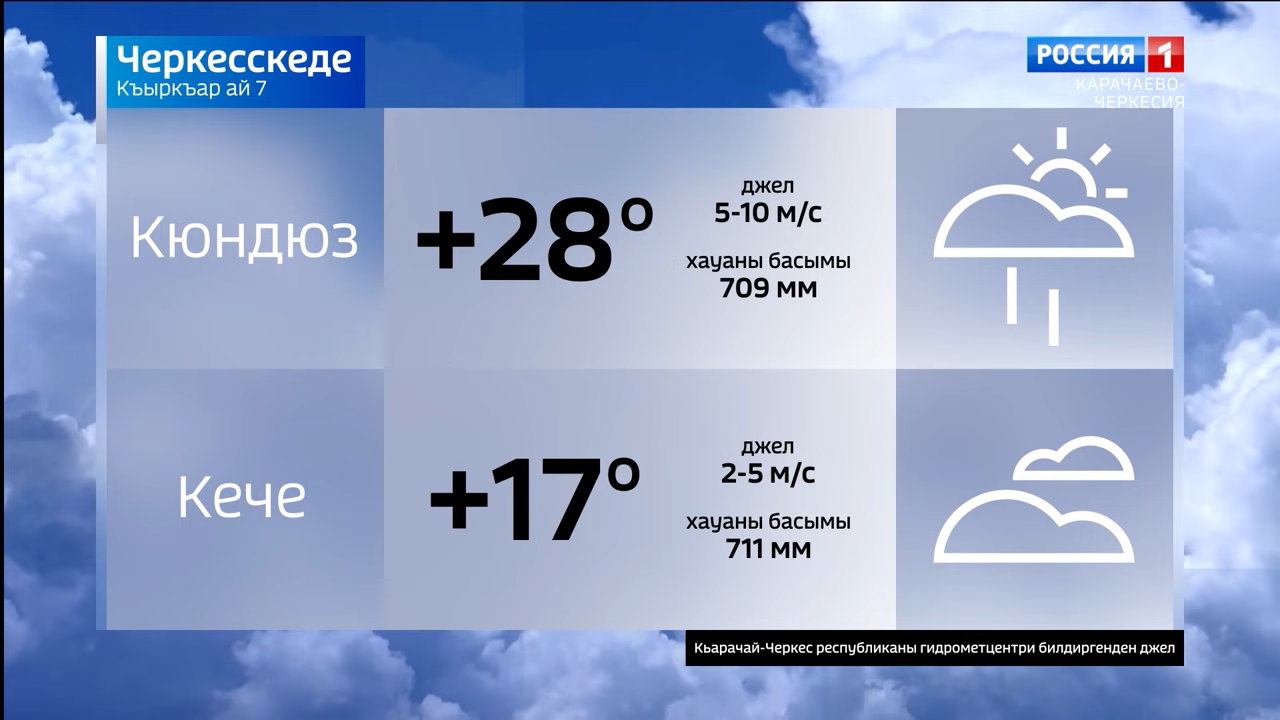 Черкесскеде
Къыркъар ай 7
РОССИЯ 1
КАРАЧАЕВО-
ЧЕРКЕСИЯ
Кюндюз
+28°
джел
5-10 м/с
хауаны басымы
709 мм
Кече
+17°
джел
2-5 м/с
хауаны басымы
711 мм
Кьарачай-Черкес республиканы гидрометцентри билдиргенден джел